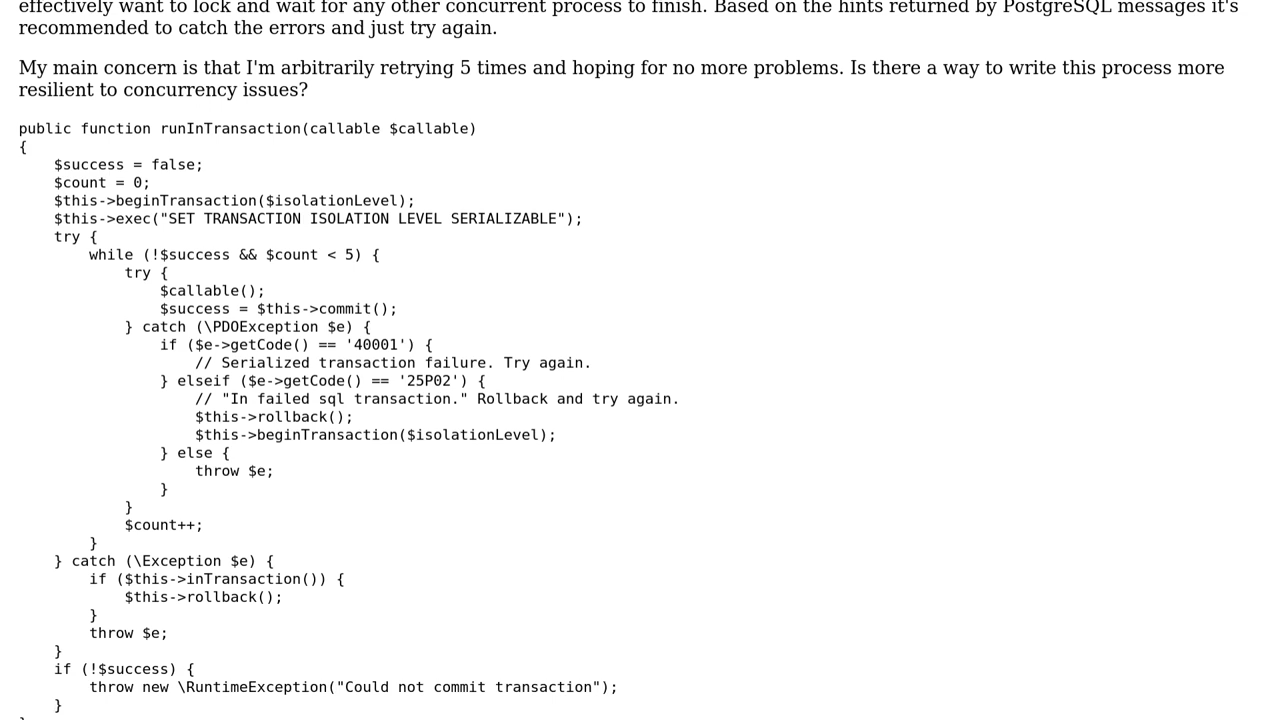 effectively want to lock and wait for any other concurrent process to finish. Based on the hints returned by PostgreSQL messages it's
recommended to catch the errors and just try again.
My main concern is that I'm arbitrarily retrying 5 times and hoping for no more problems. Is there a way to write this process more
resilient to concurrency issues?
public function runInTransaction(callable $callable)
{
    $success = false;
    $count = 0;
    $this->beginTransaction($isolationLevel);
    $this->exec("SET TRANSACTION ISOLATION LEVEL SERIALIZABLE");
    try {
        while (!$success && $count < 5) {
            try {
                $callable();
                $success = $this->commit();
            } catch (\PDOException $e) {
                if ($e->getCode() == '40001') {
                    // Serialized transaction failure. Try again.
                } elseif ($e->getCode() == '25P02') {
                    // "In failed sql transaction." Rollback and try again.
                    $this->rollback();
                    $this->beginTransaction($isolationLevel);
                } else {
                    throw $e;
                }
            }
            $count++;
        }
    } catch (\Exception $e) {
        if ($this->inTransaction()) {
            $this->rollback();
        }
        throw $e;
    }
    if (!$success) {
        throw new \RuntimeException("Could not commit transaction");
    }
}